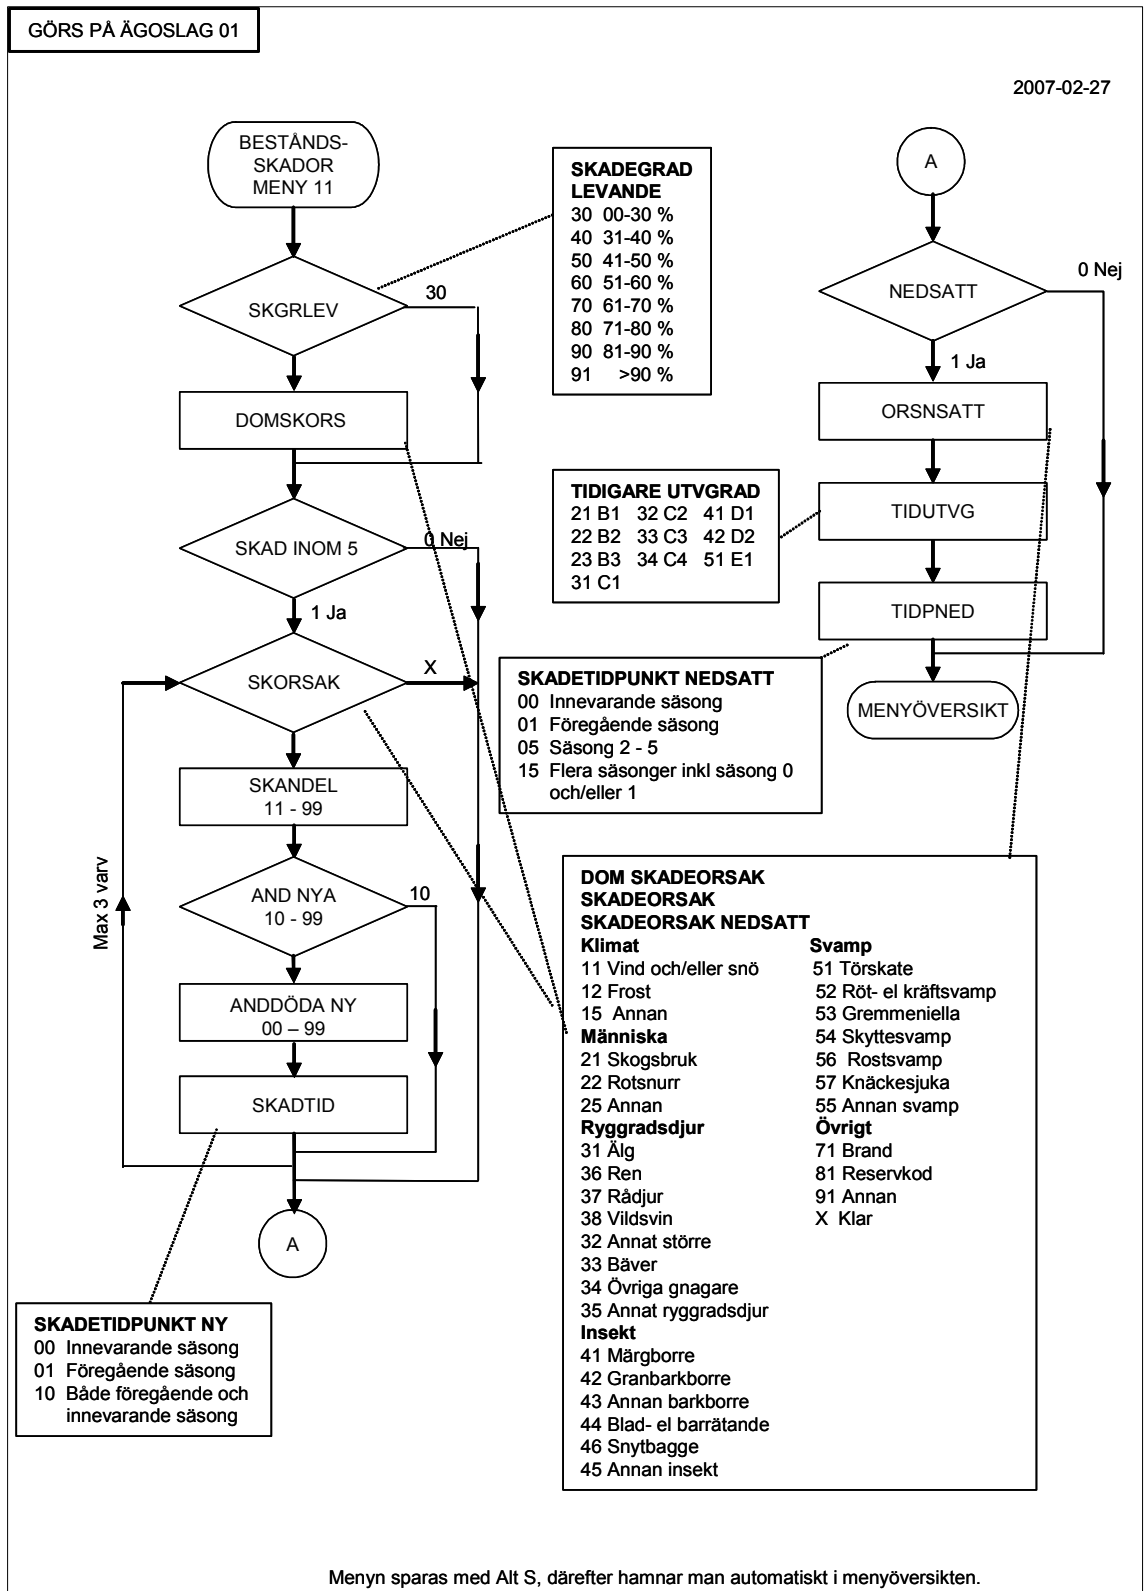 GÖRS PÅ ÄGOSLAG 01
2007-02-27
BESTÅNDS-
SKADOR
MENY 11
SKGRLEV
30
DOMSKORS
SKAD INOM 5
0 Nej
1 Ja
SKORSAK
X
SKANDEL
11 - 99
AND NYA
10 - 99
10
ANDDÖDA NY
00 – 99
SKADTID
Max 3 varv
A
SKADETIDPUNKT NY
00 Innevarande säsong
01 Föregående säsong
10 Både föregående och
innevarande säsong
SKADEGRAD
LEVANDE
30 00-30 %
40 31-40 %
50 41-50 %
60 51-60 %
70 61-70 %
80 71-80 %
90 81-90 %
91 >90 %
A
NEDSATT
0 Nej
1 Ja
ORSNSATT
TIDUTVG
TIDPNED
MENYÖVERSIKT
TIDIGARE UTVGRAD
21 B1 32 C2 41 D1
22 B2 33 C3 42 D2
23 B3 34 C4 51 E1
31 C1
SKADETIDPUNKT NEDSATT
00 Innevarande säsong
01 Föregående säsong
05 Säsong 2 - 5
15 Flera säsonger inkl säsong 0
och/eller 1
DOM SKADEORSAK
SKADEORSAK
SKADEORSAK NEDSATT
Klimat
11 Vind och/eller snö
12 Frost
15 Annan
Människa
21 Skogsbruk
22 Rotsnurr
25 Annan
Ryggradsdjur
31 Älg
36 Ren
37 Rådjur
38 Vildsvin
32 Annat större
33 Bäver
34 Övriga gnagare
35 Annat ryggradsdjur
Insekt
41 Märgborre
42 Granbarkborre
43 Annan barkborre
44 Blad- el barrätande
46 Snytbagge
45 Annan insekt
Svamp
51 Törskate
52 Röt- el kräftsvamp
53 Gremmeniella
54 Skyttesvamp
56 Rostsvamp
57 Knäckesjuka
55 Annan svamp
Övrigt
71 Brand
81 Reservkod
91 Annan
X Klar
Menyn sparas med Alt S, därefter hamnar man automatiskt i menyöversikten.